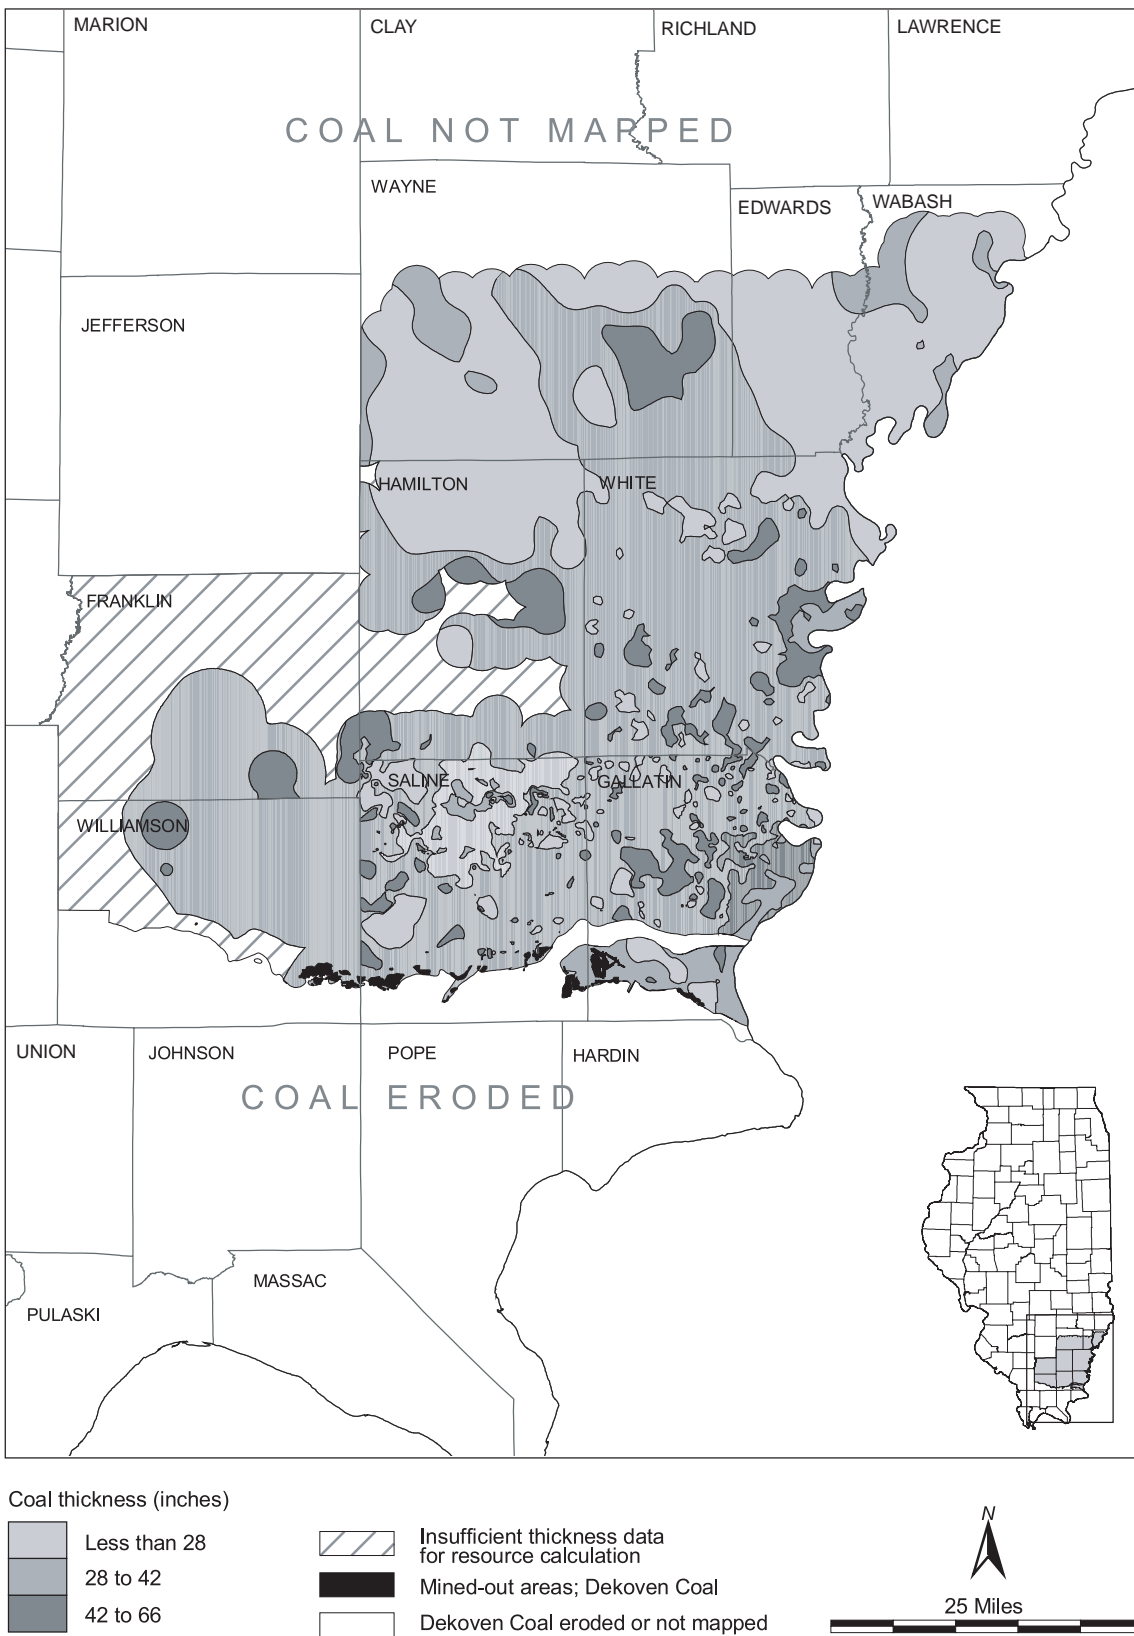 MARION
CLAY
RICHLAND
LAWRENCE
COAL NOT MAPPED
WAYNE
EDWARDS
WABASH
JEFFERSON
HAMILTON
WHITE
FRANKLIN
SALINE
GALLATIN
WILLIAMSON
UNION
JOHNSON
POPE
HARDIN
COAL ERODED
MASSAC
PULASKI
Coal thickness (inches)
Less than 28
28 to 42
42 to 66
Insufficient thickness data
for resource calculation
Mined-out areas; Dekoven Coal
Dekoven Coal eroded or not mapped
N
25 Miles